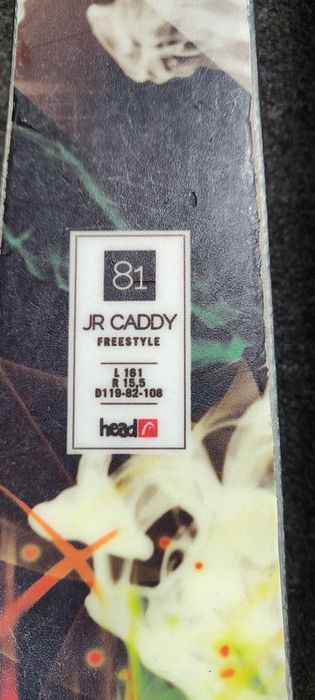 81
JR CADDY
FREESTYLE
L 161
R 15,5
D119-82-108
head